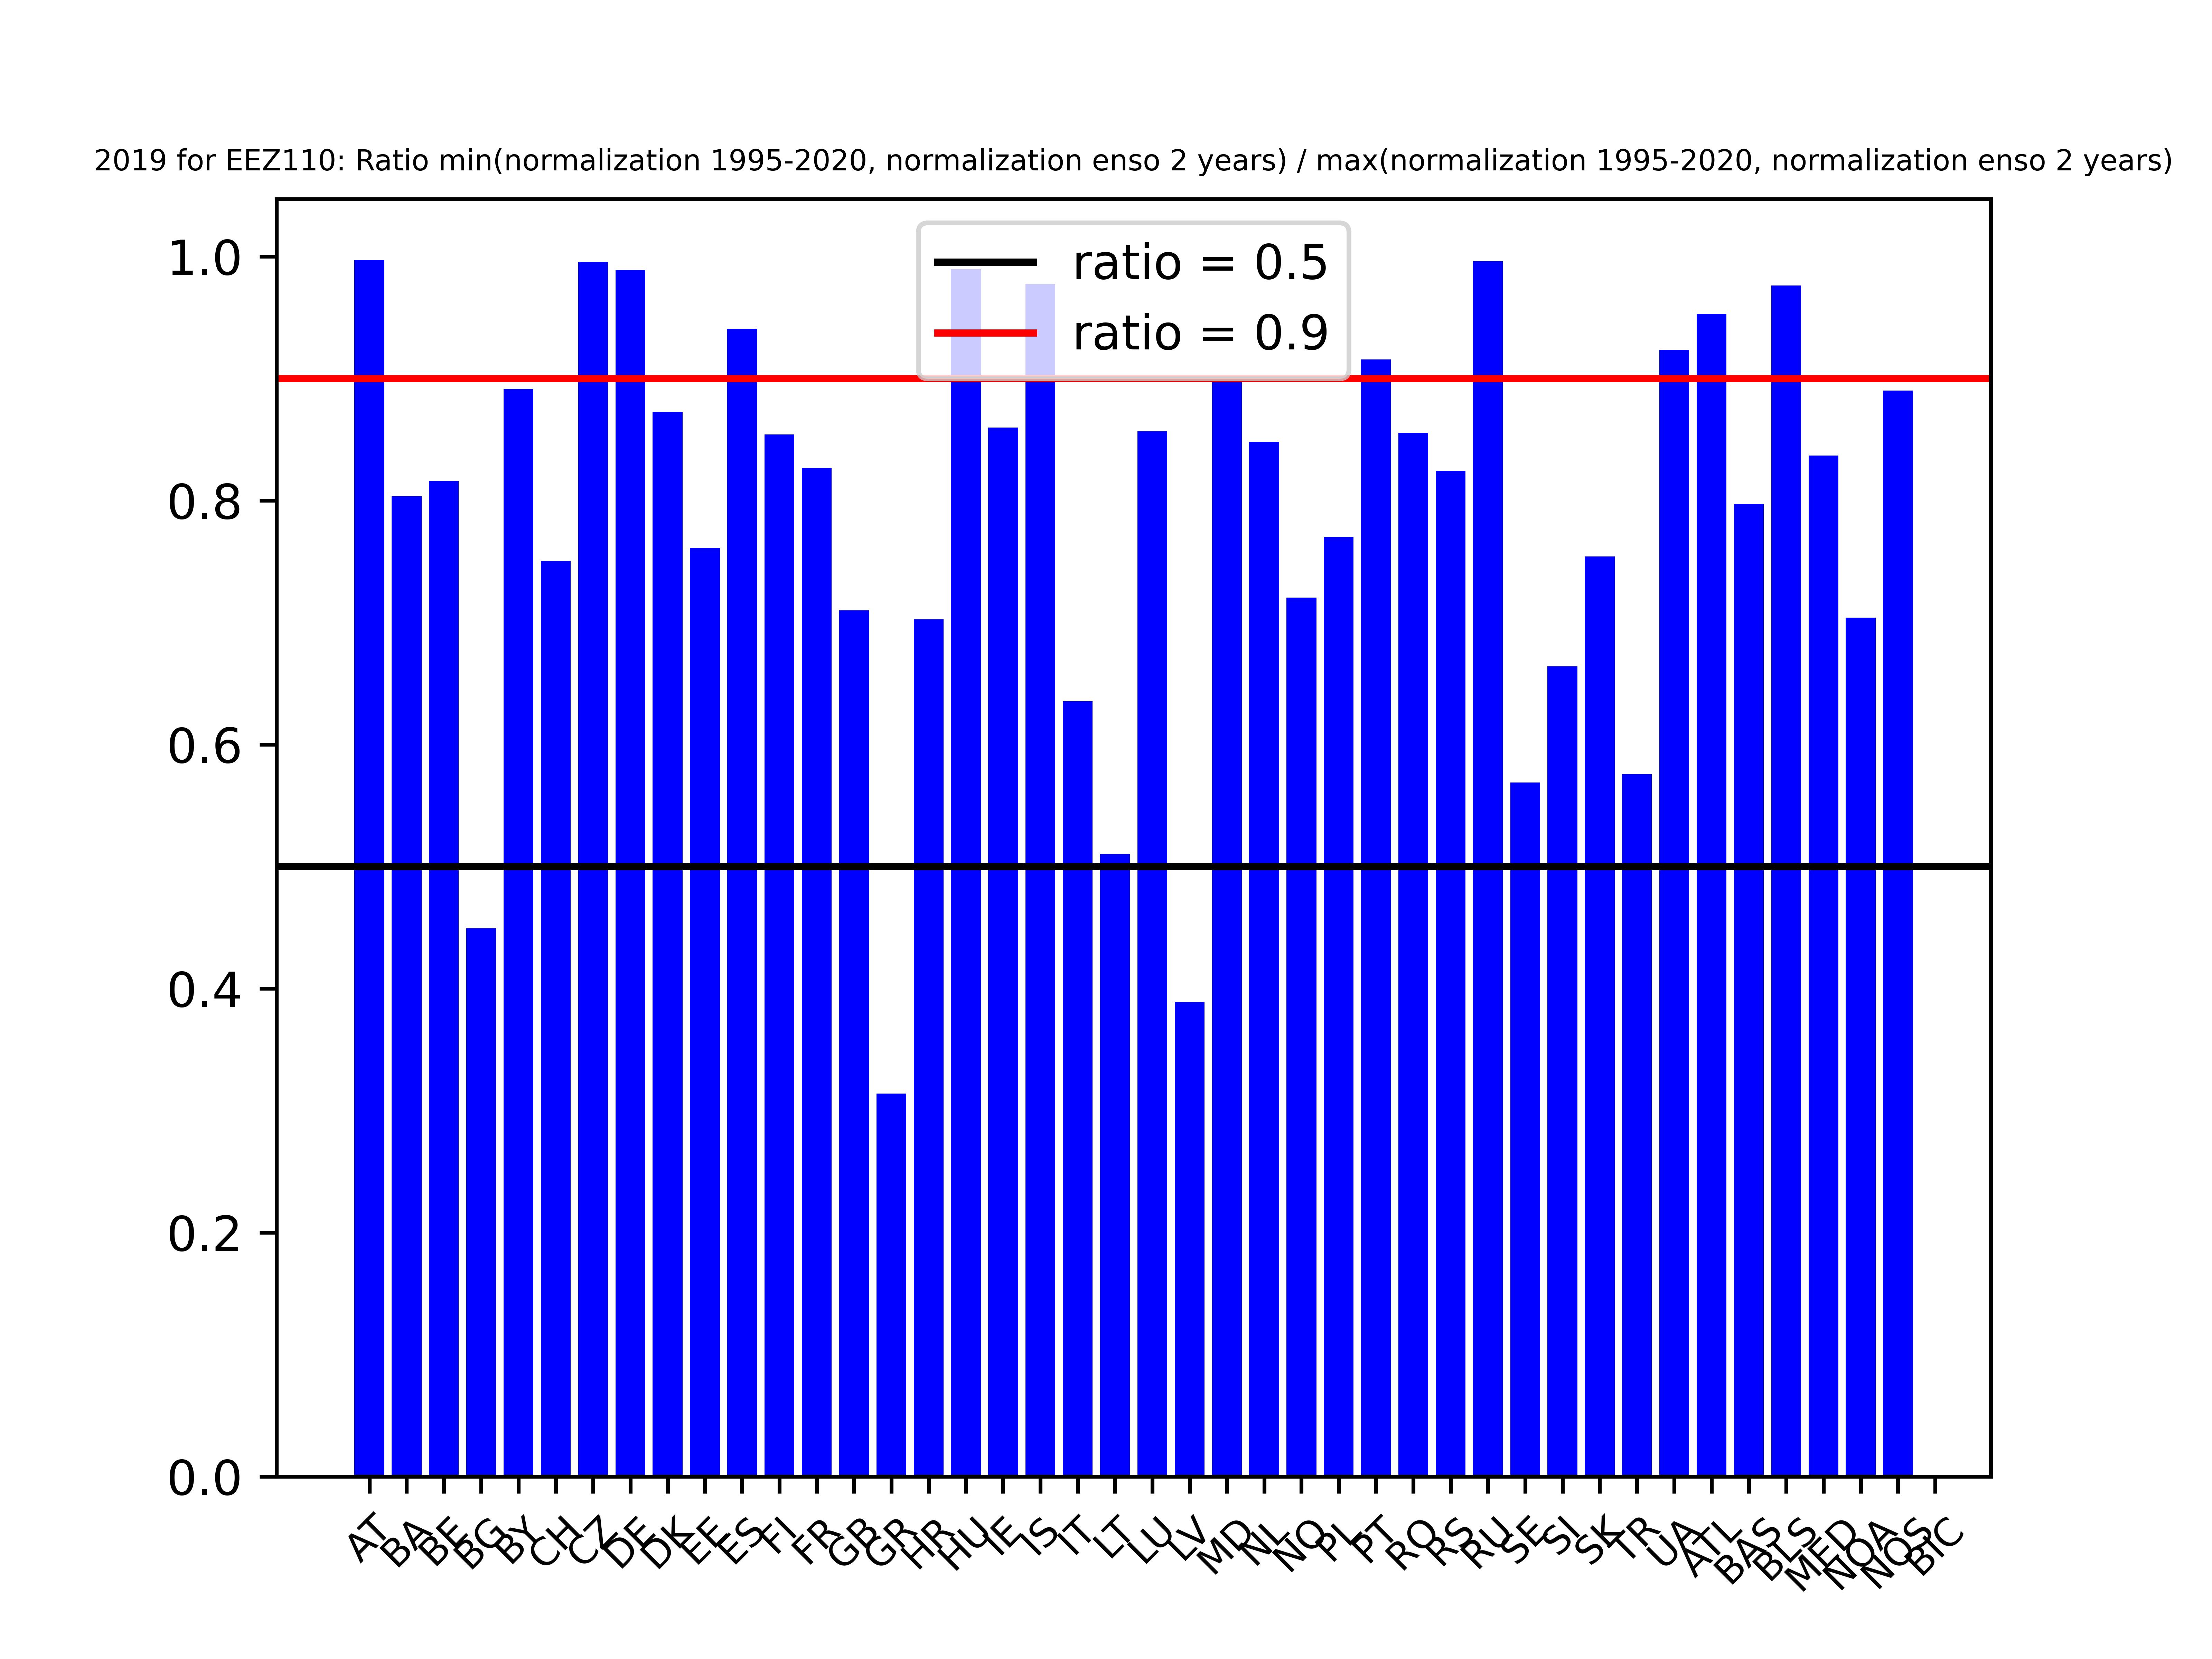 2019 for EEZ110: Ratio min(normalization 1995-2020, normalization enso 2 years) / max(normalization 1995-2020, normalization enso 2 years)
ratio = 0.5
ratio = 0.9
1.0
0.8
0.6
0.4
0.2
0.0
AT BA BE BG BY CH CZ DE DK EE ES FI FR GB GR HR HU IE IS IT LT LU LV MD NL NO PL PT RO RS RU SE SI SK TR UA ATL BAS BLS MED NOA NOS BIC